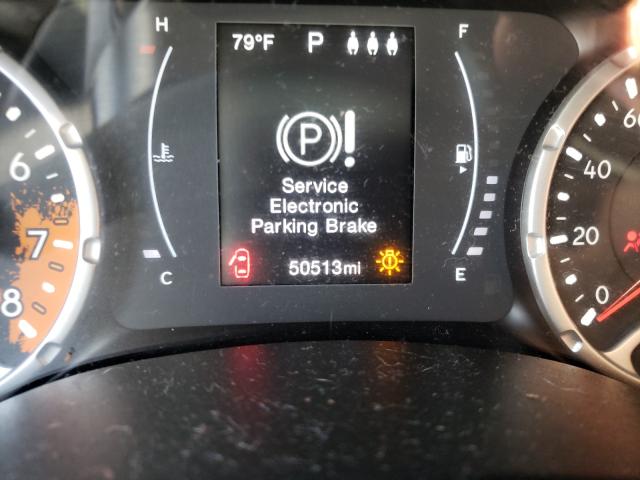 H
79°F P
F
(P)!
Service
Electronic
Parking Brake
50513mi
C
E
6
7
8
60
40
20
0